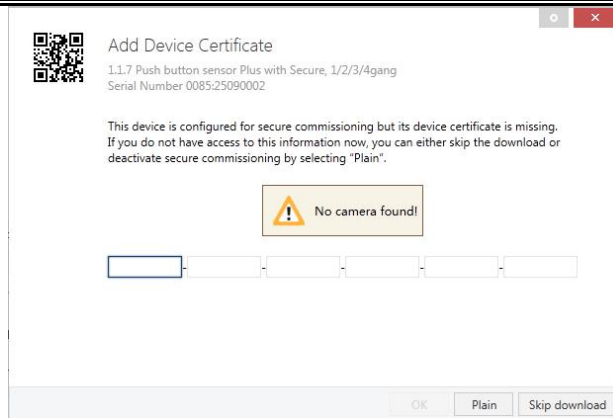 Add Device Certificate
1.1.7 Push button sensor Plus with Secure, 1/2/3/4gang
Serial Number 0085:25090002
This device is configured for secure commissioning but its device certificate is missing.
If you do not have access to this information now, you can either skip the download or
deactivate secure commissioning by selecting "Plain".
No camera found!
- - - - -
OK Plain Skip download